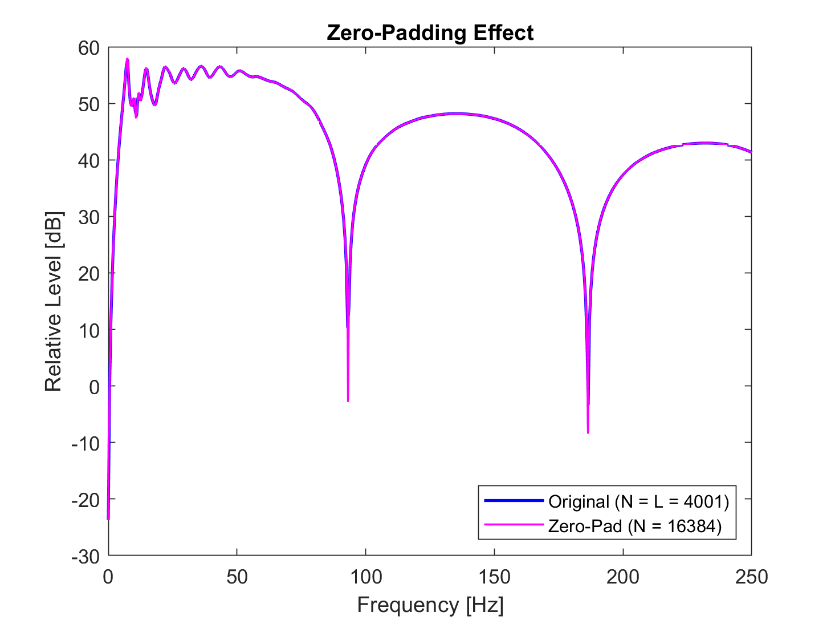 Zero-Padding Effect
60
50
40
30
20
10
0
-10
-20
-30
Relative Level [dB]
Original (N = L = 4001)
Zero-Pad (N = 16384)
0 50 100 150 200 250
Frequency [Hz]